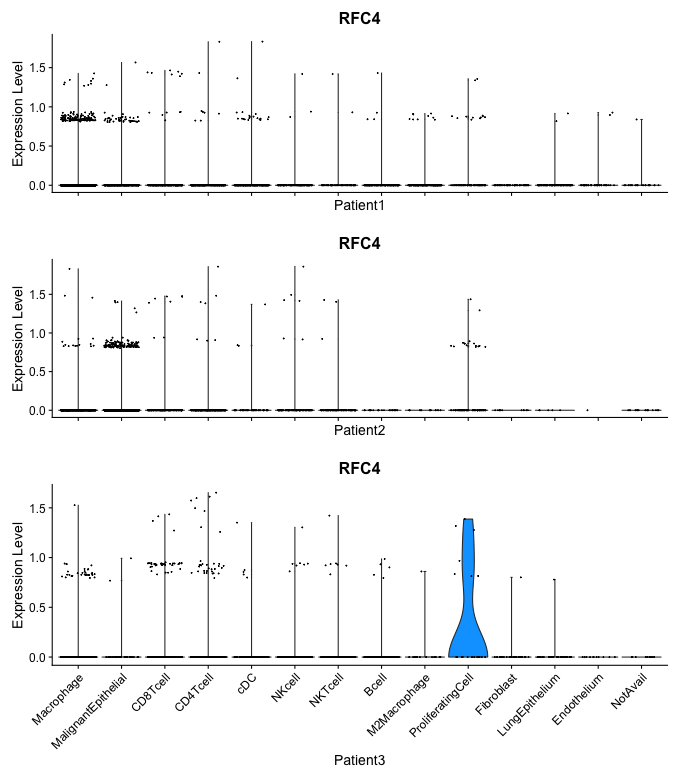 RFC4
Expression Level
1.5
1.0
0.5
0.0
Patient1
RFC4
Expression Level
1.5
1.0
0.5
0.0
Patient2
RFC4
Expression Level
1.5
1.0
0.5
0.0
Macrophage
MalignantEpithelial
CD8Tcell
CD4Tcell
cDC
NKcell
NKTcell
Bcell
M2Macrophage
ProliferatingCell
Fibroblast
LungEpithelium
Endothelium
NotAvail
Patient3